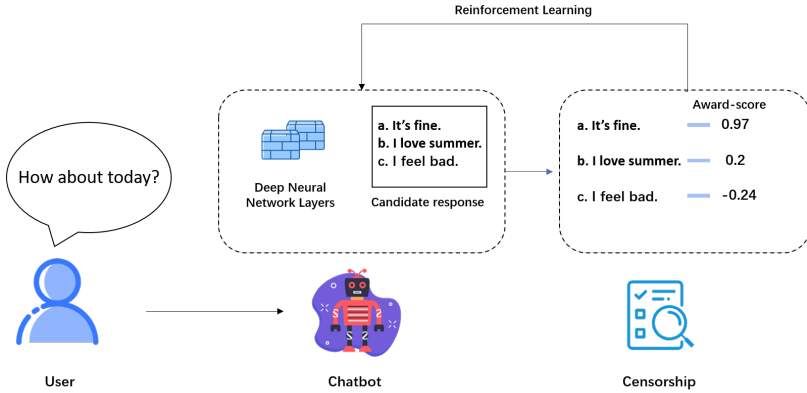 Reinforcement Learning
How about today?
Deep Neural
Network Layers
a. It's fine.
b. I love summer.
c. I feel bad.
Candidate response
Award-score
a. It's fine. 0.97
b. I love summer. 0.2
c. I feel bad. -0.24
User
Chatbot
Censorship